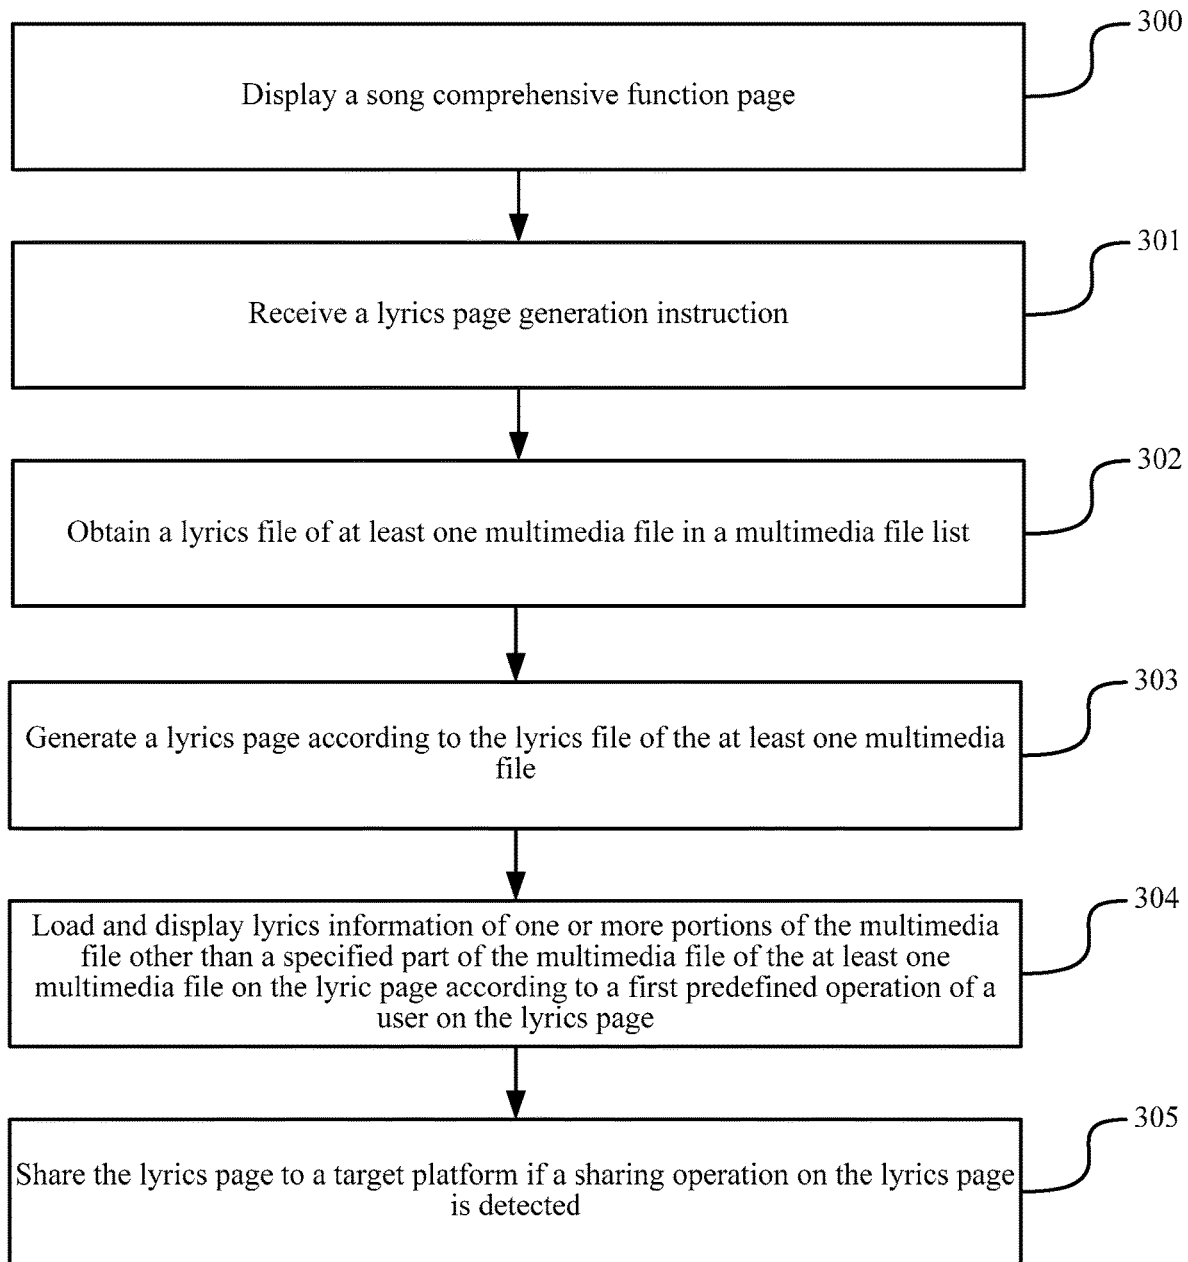 300
Display a song comprehensive function page
301
Receive a lyrics page generation instruction
302
Obtain a lyrics file of at least one multimedia file in a multimedia file list
303
Generate a lyrics page according to the lyrics file of the at least one multimedia
file
304
Load and display lyrics information of one or more portions of the multimedia
file other than a specified part of the multimedia file of the at least one
multimedia file on the lyric page according to a first predefined operation of a
user on the lyrics page
305
Share the lyrics page to a target platform if a sharing operation on the lyrics page
is detected